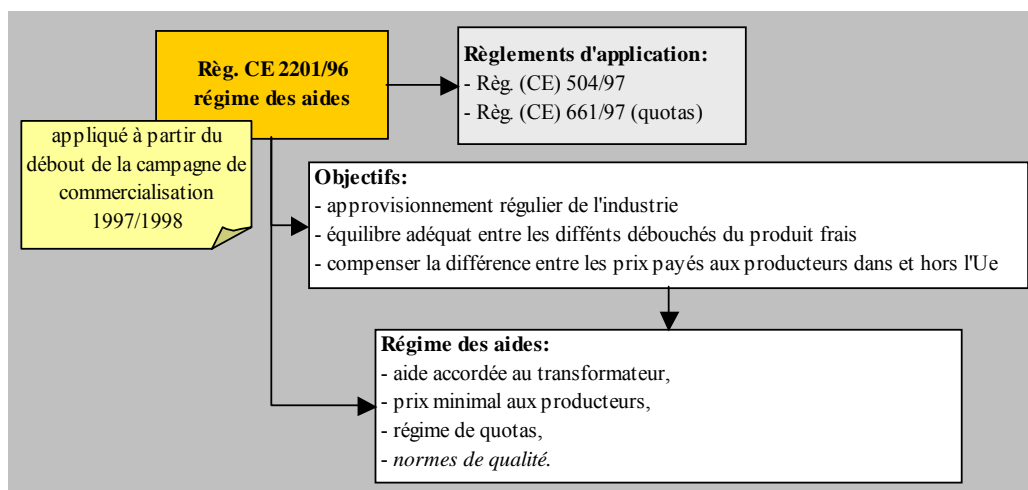 Règ. CE 2201/96
régime des aides
Règlements d'application:
- Règ. (CE) 504/97
- Règ. (CE) 661/97 (quotas)
appliqué à partir du
début de la campagne de
commercialisation
1997/1998
Objectifs:
- approvisionnement régulier de l'industrie
- équilibre adéquat entre les différents débouchés du produit frais
- compenser la différence entre les prix payés aux producteurs dans et hors l'Ue
Régime des aides:
- aide accordée au transformateur,
- prix minimal aux producteurs,
- régime de quotas,
- normes de qualité.